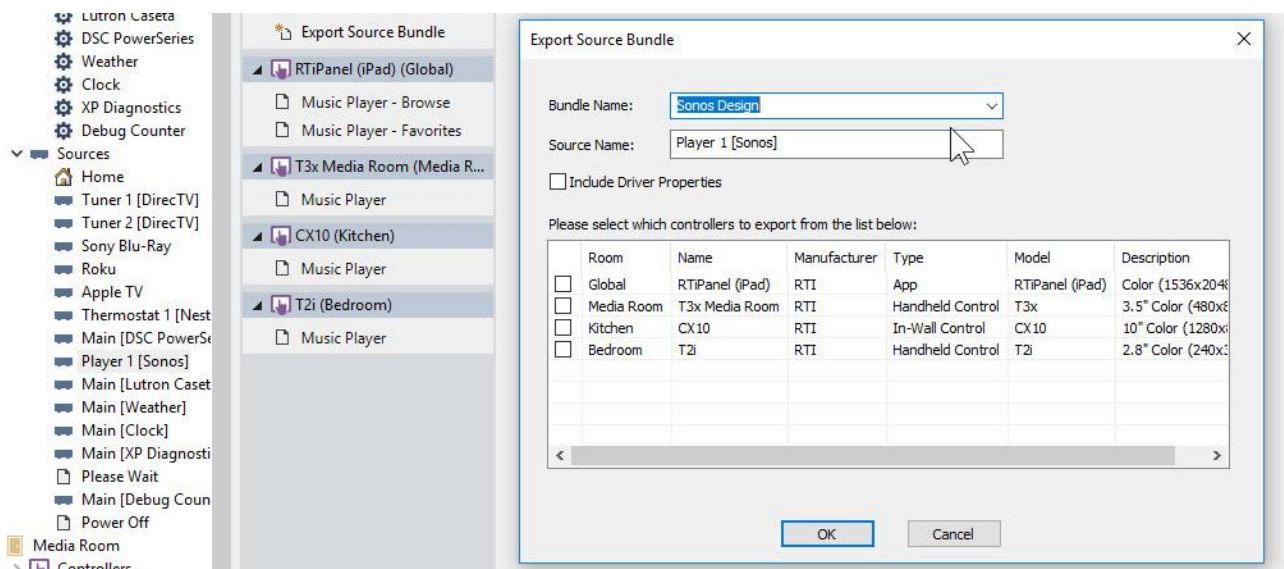 Lutron Caseta
DSC PowerSeries
Weather
Clock
XP Diagnostics
Debug Counter
Sources
Home
Tuner 1 [DirecTV]
Tuner 2 [DirecTV]
Sony Blu-Ray
Roku
Apple TV
Thermostat 1 [Nest
Main [DSC PowerSe
Player 1 [Sonos]
Main [Lutron Caset
Main [Weather]
Main [Clock]
Main [XP Diagnosti
Please Wait
Main [Debug Coun
Power Off
Media Room
Controllers
Export Source Bundle
RTiPanel (iPad) (Global)
Music Player - Browse
Music Player - Favorites
T3x Media Room (Media R...
Music Player
CX10 (Kitchen)
Music Player
T2i (Bedroom)
Music Player
Export Source Bundle
Bundle Name: Sonos Design
Source Name: Player 1 [Sonos]
Include Driver Properties
Please select which controllers to export from the list below:
Room Name Manufacturer Type Model Description
Global RTiPanel (iPad) RTI App RTiPanel (iPad) Color (1536x2048
Media Room T3x Media Room RTI Handheld Control T3x 3.5" Color (480x8
Kitchen CX10 RTI In-Wall Control CX10 10" Color (1280x
Bedroom T2i RTI Handheld Control T2i 2.8" Color (240x3
OK Cancel